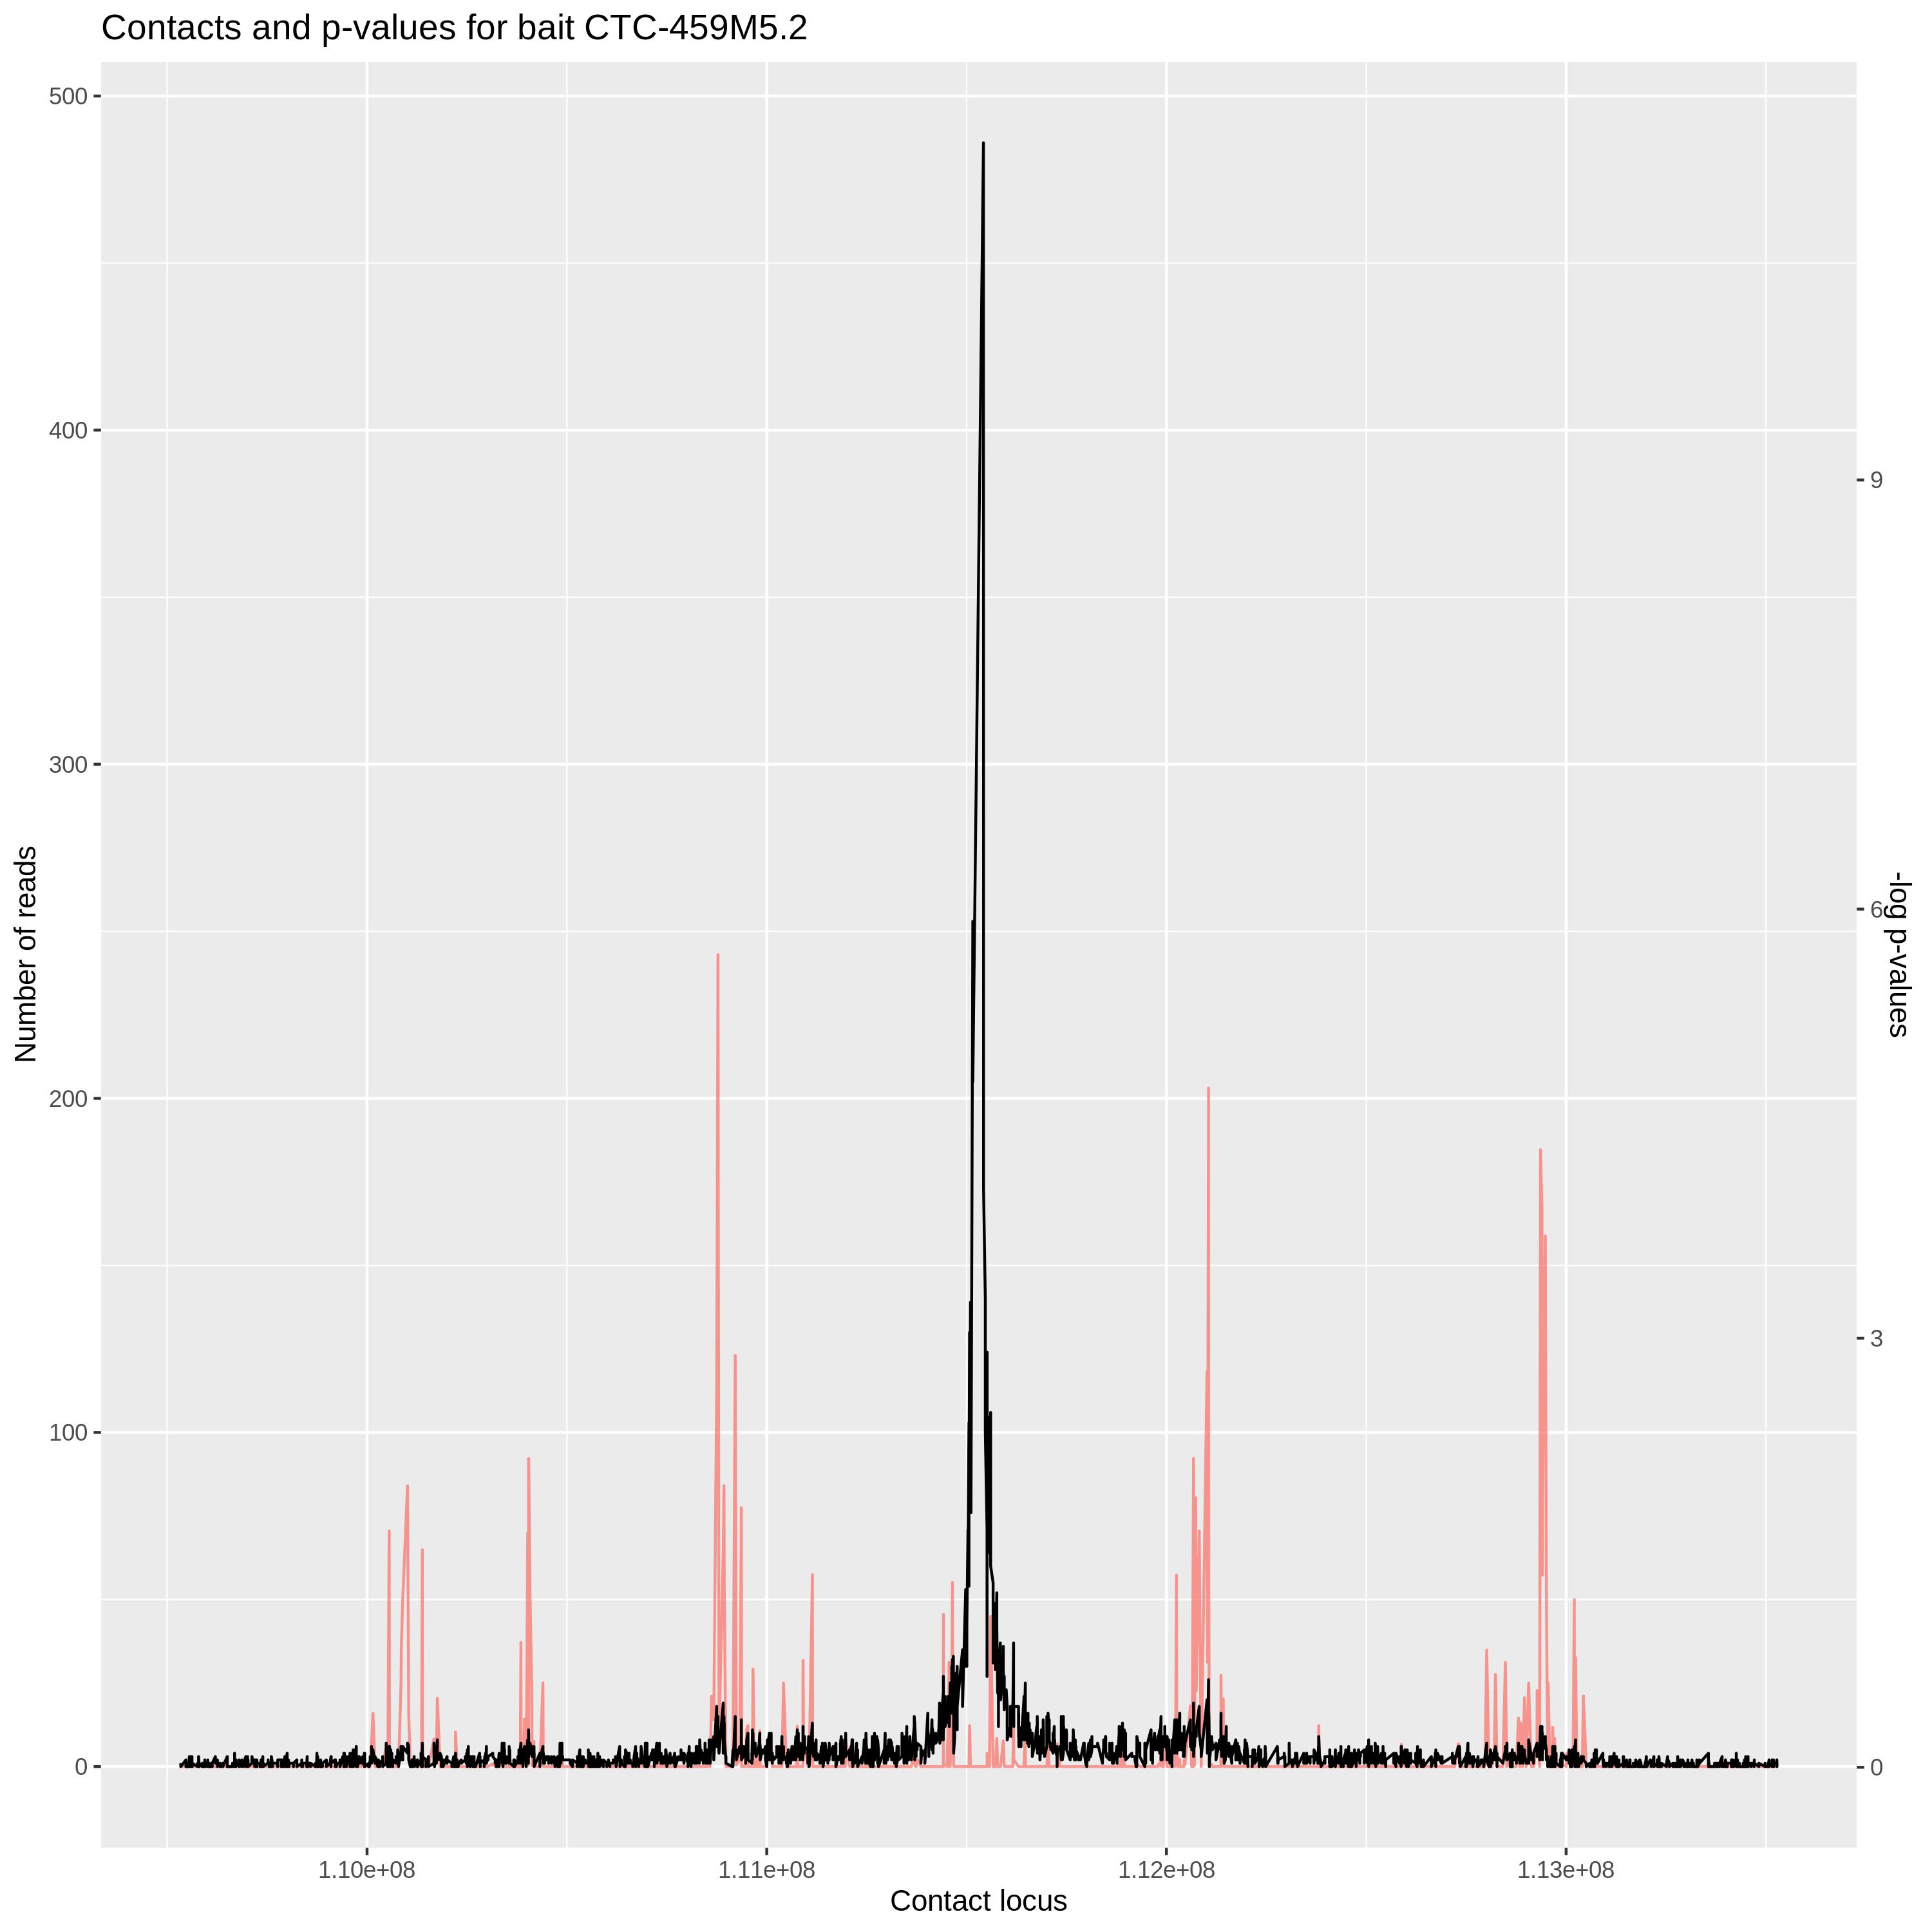 Contacts and p-values for bait CTC-459M5.2
500
400
300
200
100
0
Number of reads
9
6
3
0
-log p-values
1.10e+08
1.11e+08
1.12e+08
1.13e+08
Contact locus